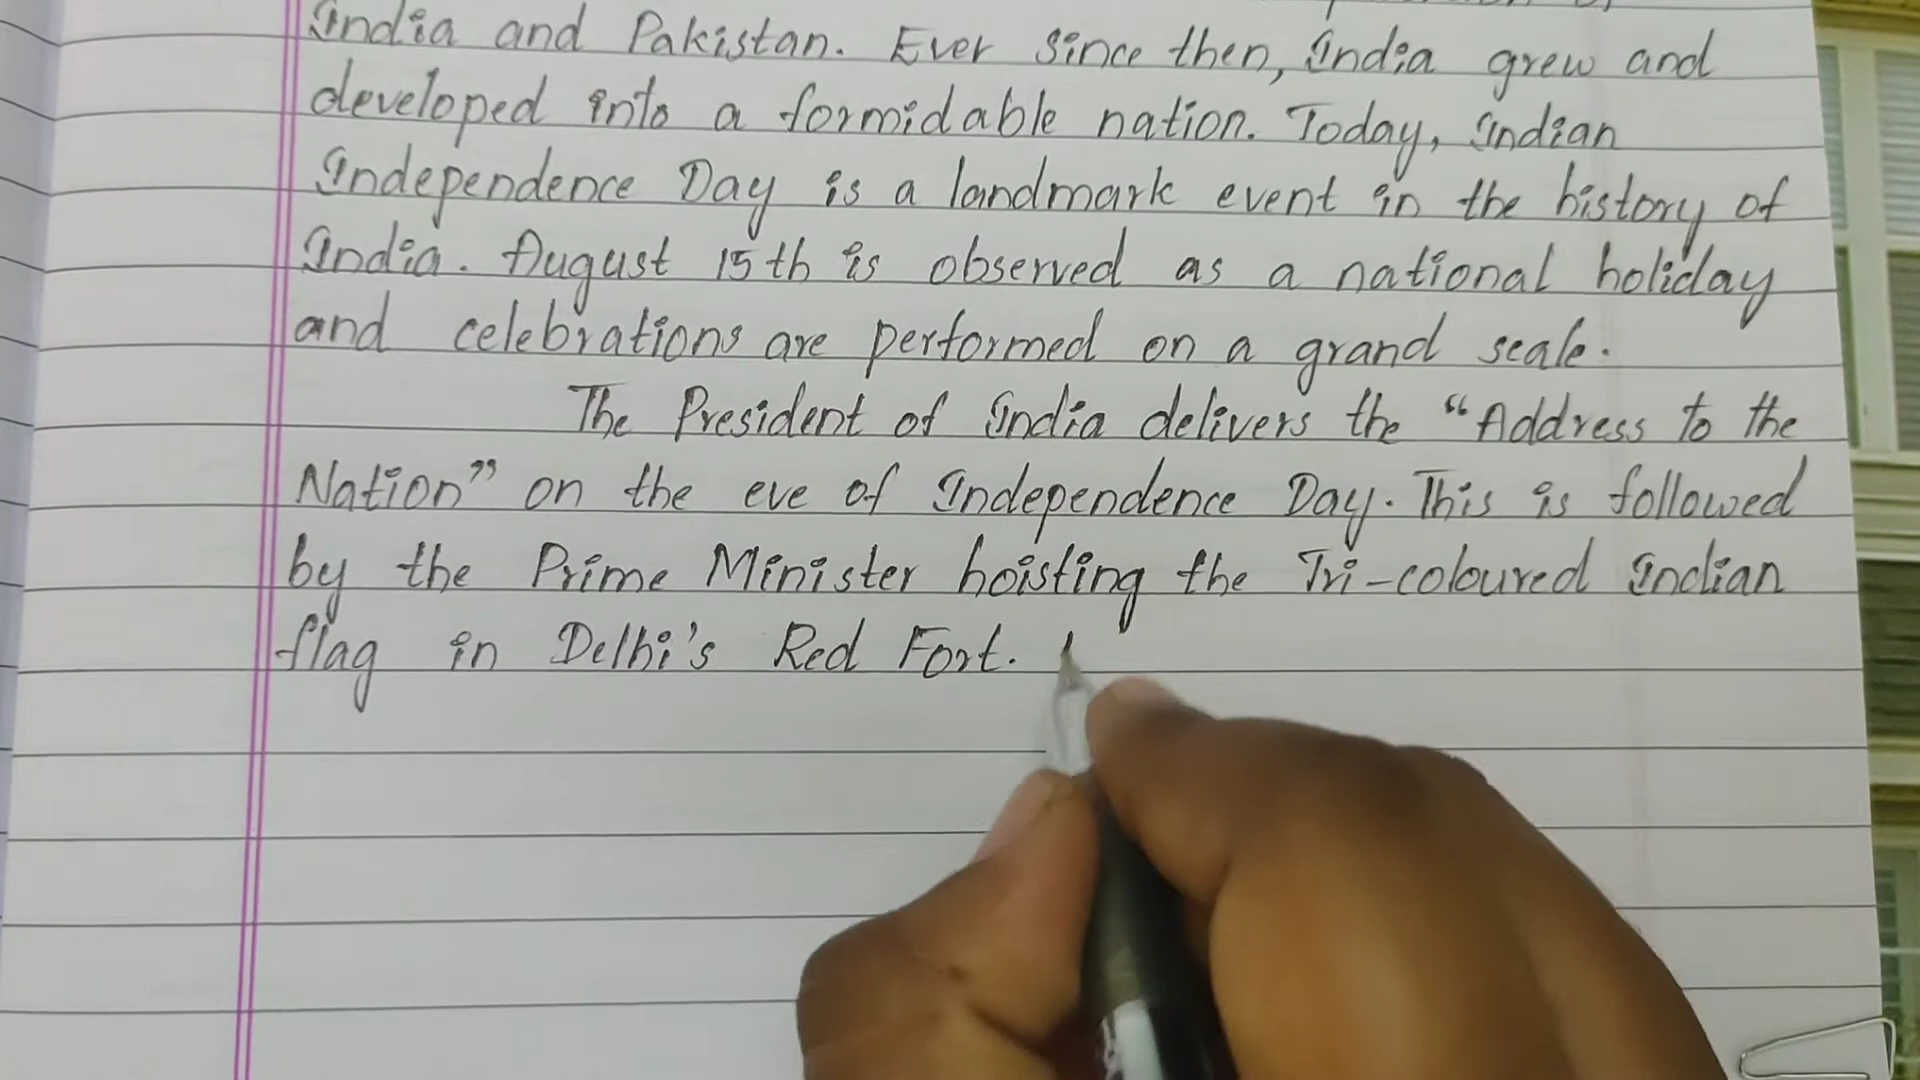 India and Pakistan. Ever since then, India grew and
developed into a formidable nation. Today, Indian
Independence Day is a landmark event in the history of
India. August 15th is observed as a national holiday
and celebrations are performed on a grand scale.
The President of India delivers the “Address to the
Nation” on the eve of Independence Day. This is followed
by the Prime Minister hoisting the Tri-coloured Indian
flag in Delhi's Red Fort.